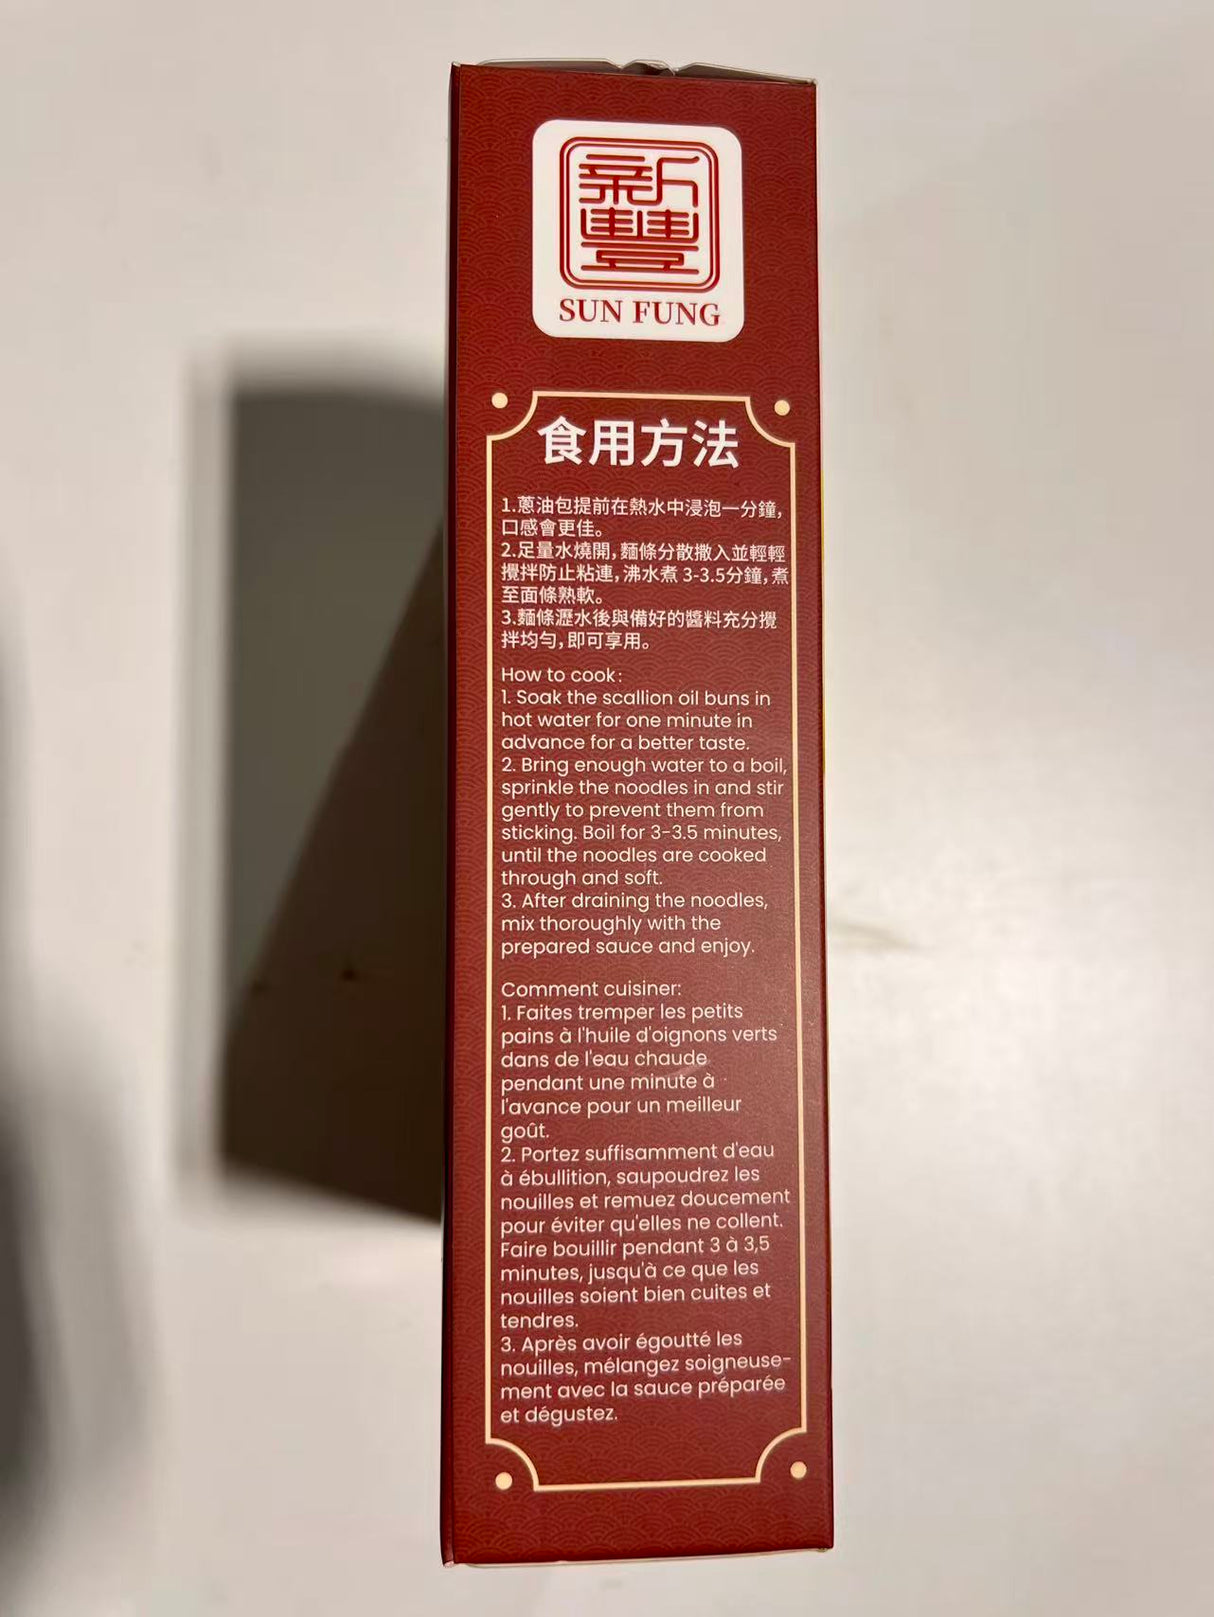 新
豐
SUN FUNG
食用方法
1.蔥油包提前在熱水中浸泡一分鐘,
口感會更佳。
2.足量水燒開,麵條分散撒入並輕輕
攪拌防止粘連,沸水煮 3-3.5分鐘,煮
至面條熟軟。
3.麵條瀝水後與備好的醬料充分攪
拌均勻,即可享用。
How to cook:
1. Soak the scallion oil buns in
hot water for one minute in
advance for a better taste.
2. Bring enough water to a boil,
sprinkle the noodles in and stir
gently to prevent them from
sticking. Boil for 3-3.5 minutes,
until the noodles are cooked
through and soft.
3. After draining the noodles,
mix thoroughly with the
prepared sauce and enjoy.
Comment cuisiner:
1. Faites tremper les petits
pains à l'huile d'oignons verts
dans de l'eau chaude
pendant une minute à
l'avance pour un meilleur
goût.
2. Portez suffisamment d'eau
à ébullition, saupoudrez les
nouilles et remuez doucement
pour éviter qu'elles ne collent.
Faire bouillir pendant 3 à 3,5
minutes, jusqu'à ce que les
nouilles soient bien cuites et
tendres.
3. Après avoir égoutté les
nouilles, mélangez soigneuse-
ment avec la sauce préparée
et dégustez.